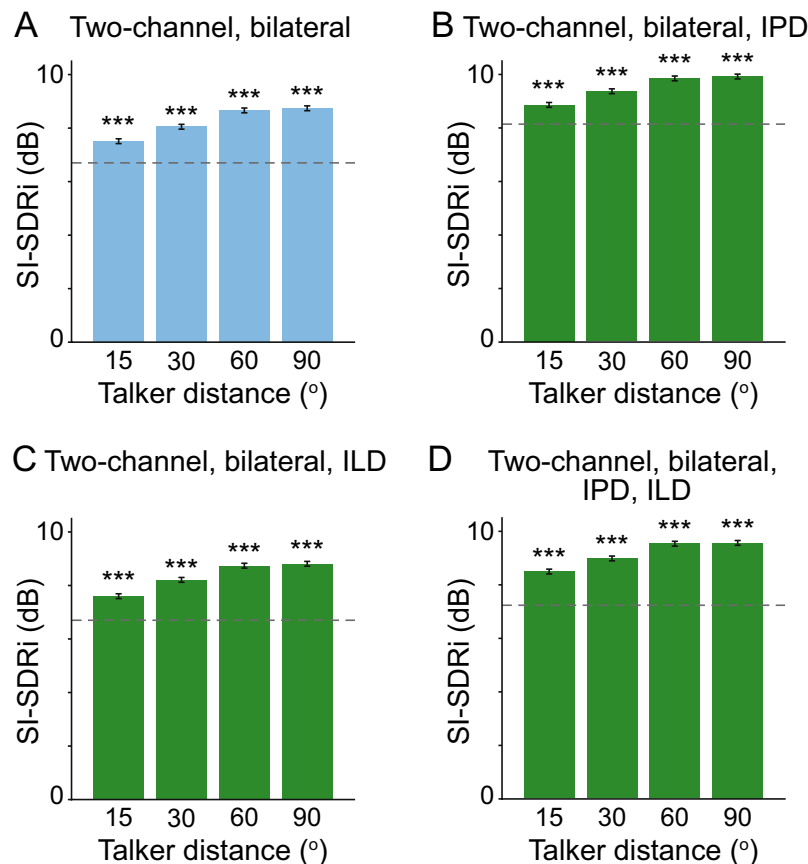 A Two-channel, bilateral
10
*** *** *** ***
SI-SDRi (dB)
0
15 30 60 90
Talker distance (°)
B Two-channel, bilateral, IPD
10
*** *** *** ***
SI-SDRi (dB)
0
15 30 60 90
Talker distance (°)
C Two-channel, bilateral, ILD
10
*** *** *** ***
SI-SDRi (dB)
0
15 30 60 90
Talker distance (°)
D Two-channel, bilateral,
IPD, ILD
10
*** *** *** ***
SI-SDRi (dB)
0
15 30 60 90
Talker distance (°)